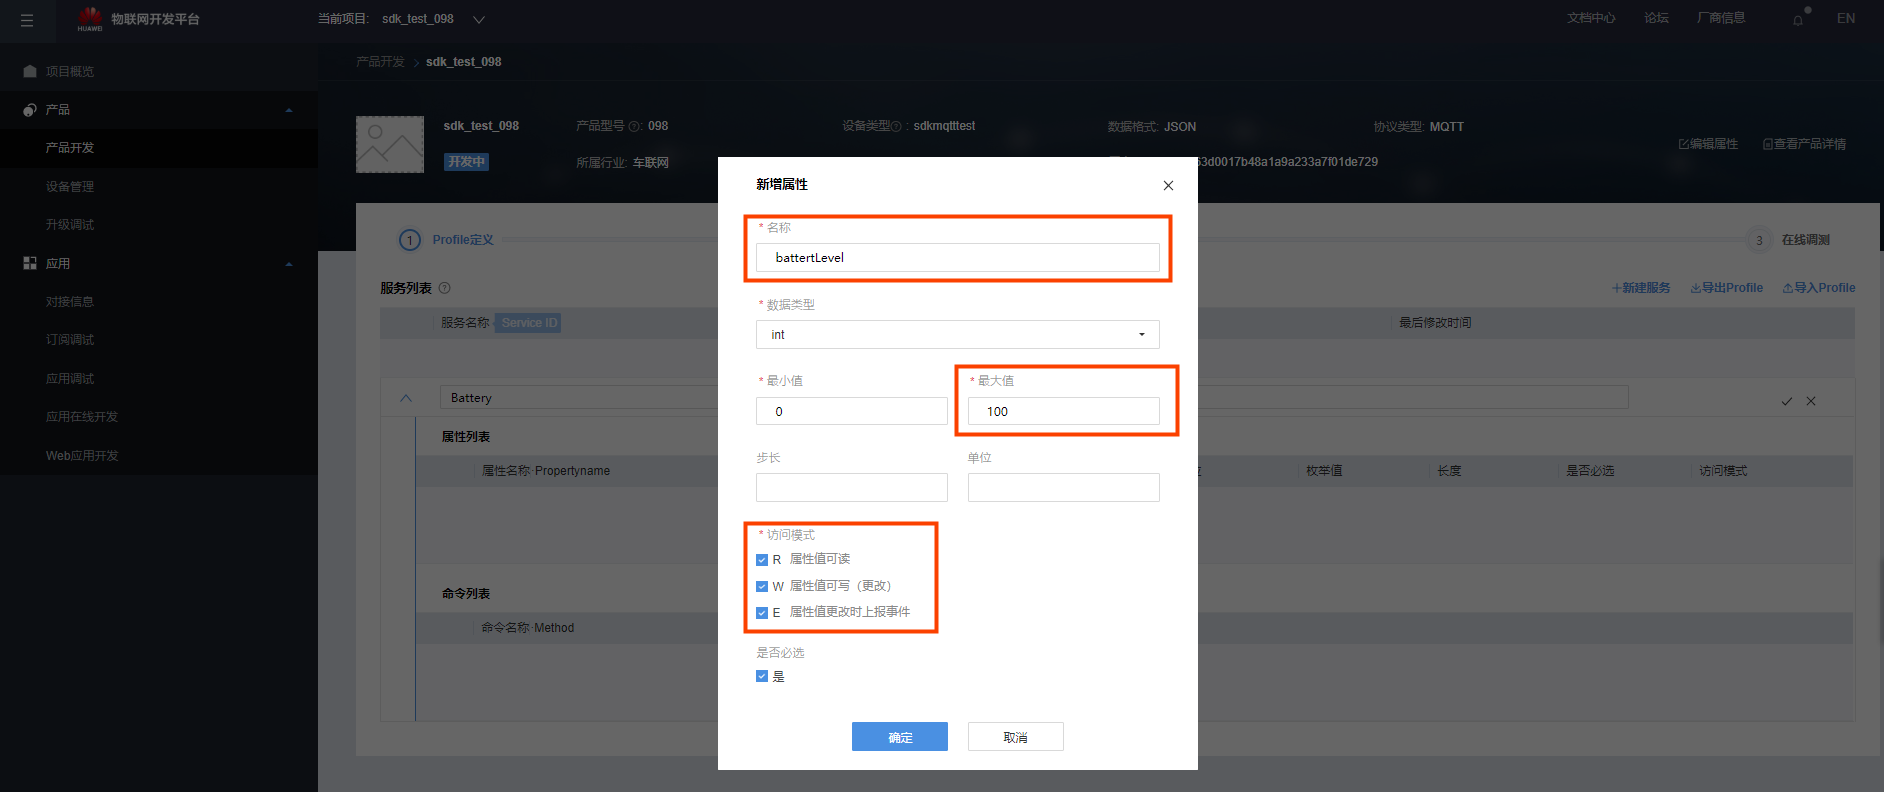 HUAWEI 物联网开发平台 当前项目: sdk_test_098 文档中心 论坛 厂商信息 EN
项目概览
产品
产品开发
设备管理
升级调试
应用
对接信息
订阅调试
应用调试
应用在线开发
Web应用开发
产品开发 > sdk_test_098
sdk_test_098 产品型号 ?: 098 设备类型? : sdkmqtttest 数据格式: JSON 协议类型: MQTT
编辑属性 查看产品详情
开发中 所属行业: 车联网 63d0017b48a1a9a233a7f01de729
1 Profile定义 3 在线调测
服务列表 ? +新建服务 导出Profile 导入Profile
服务名称 Service ID 最后修改时间
Battery
属性列表
属性名称 Propertyname 枚举值 长度 是否必选 访问模式
命令列表
命令名称 Method
新增属性
* 名称
battertLevel
* 数据类型
int
* 最小值 * 最大值
0 100
步长 单位
* 访问模式
R 属性值可读
W 属性值可写（更改）
E 属性值更改时上报事件
是否必选
是
确定 取消